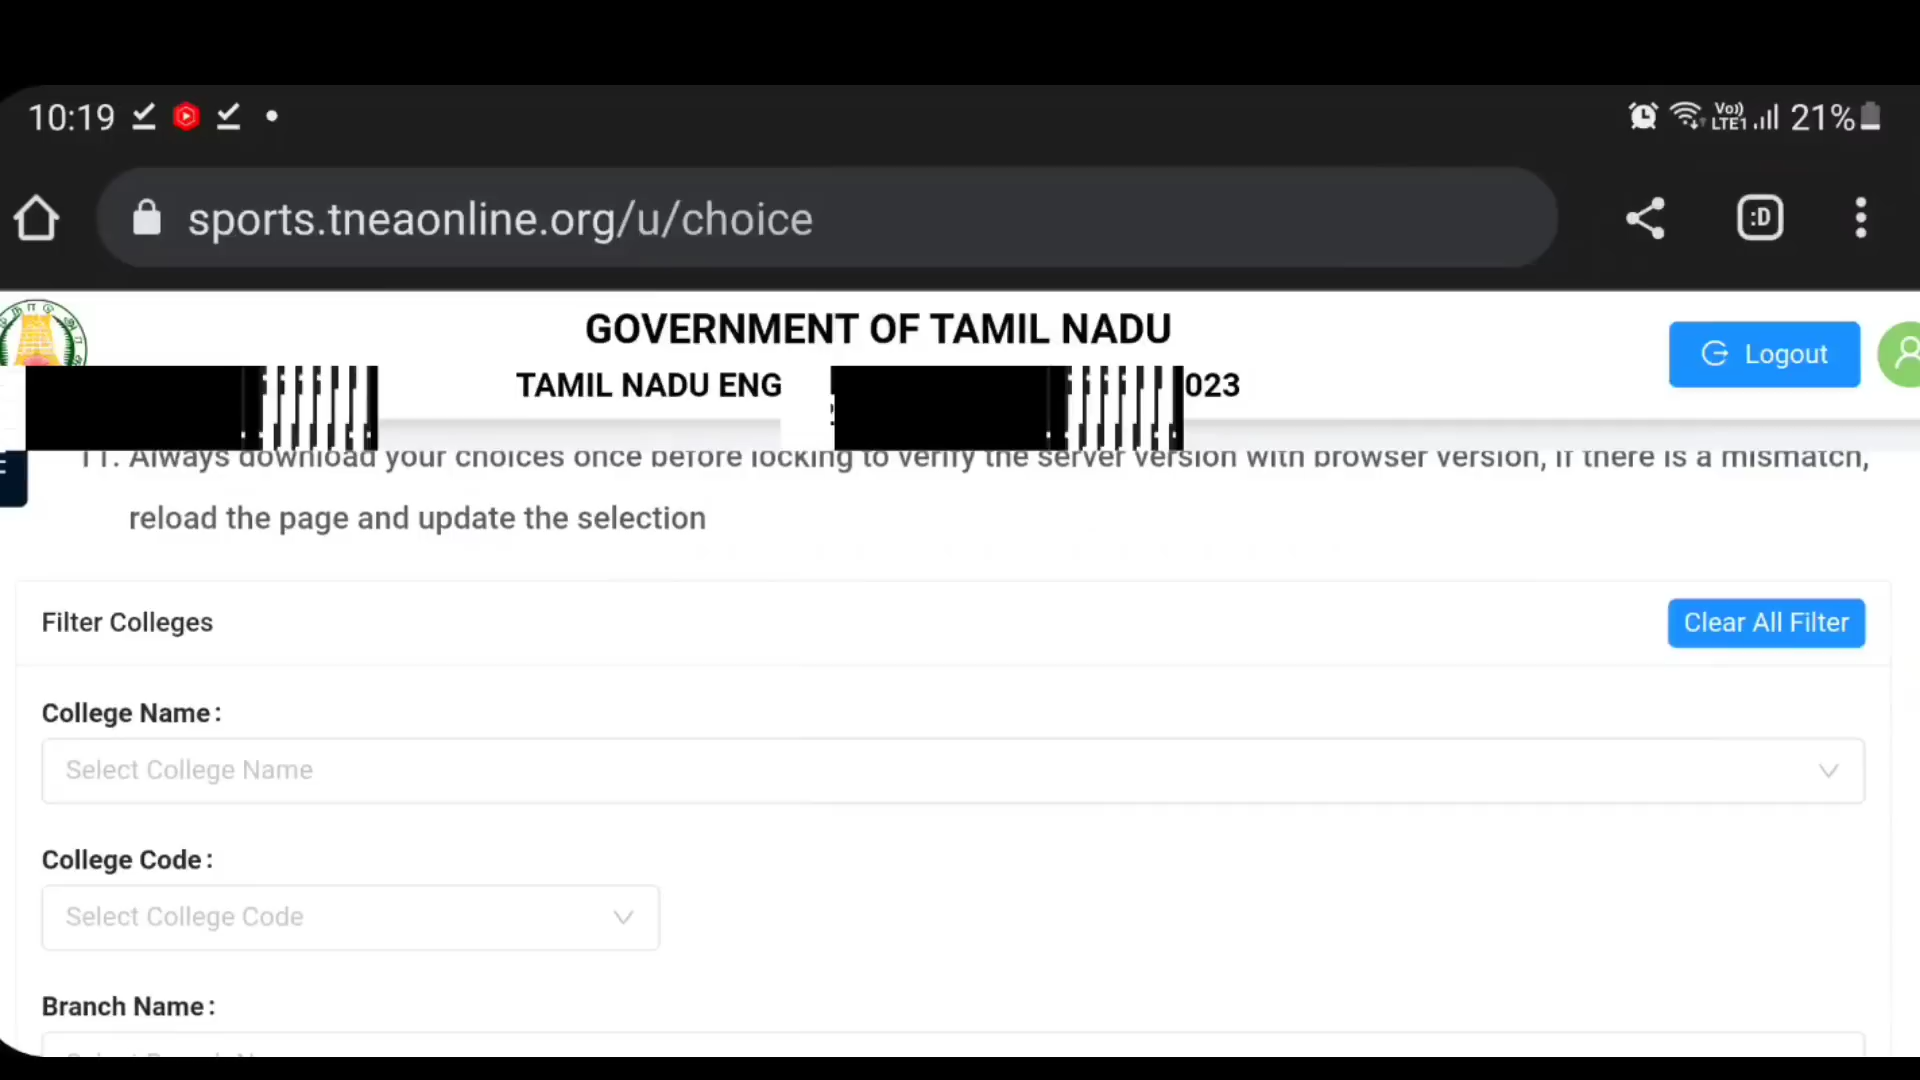 10:19
Vo))
LTE1
21%
sports.tneaonline.org/u/choice
:D
GOVERNMENT OF TAMIL NADU
Logout
TAMIL NADU ENG 023
11. Always download your choices once before locking to verify the server version with browser version, if there is a mismatch,
reload the page and update the selection
Filter Colleges
Clear All Filter
College Name :
Select College Name
College Code :
Select College Code
Branch Name :